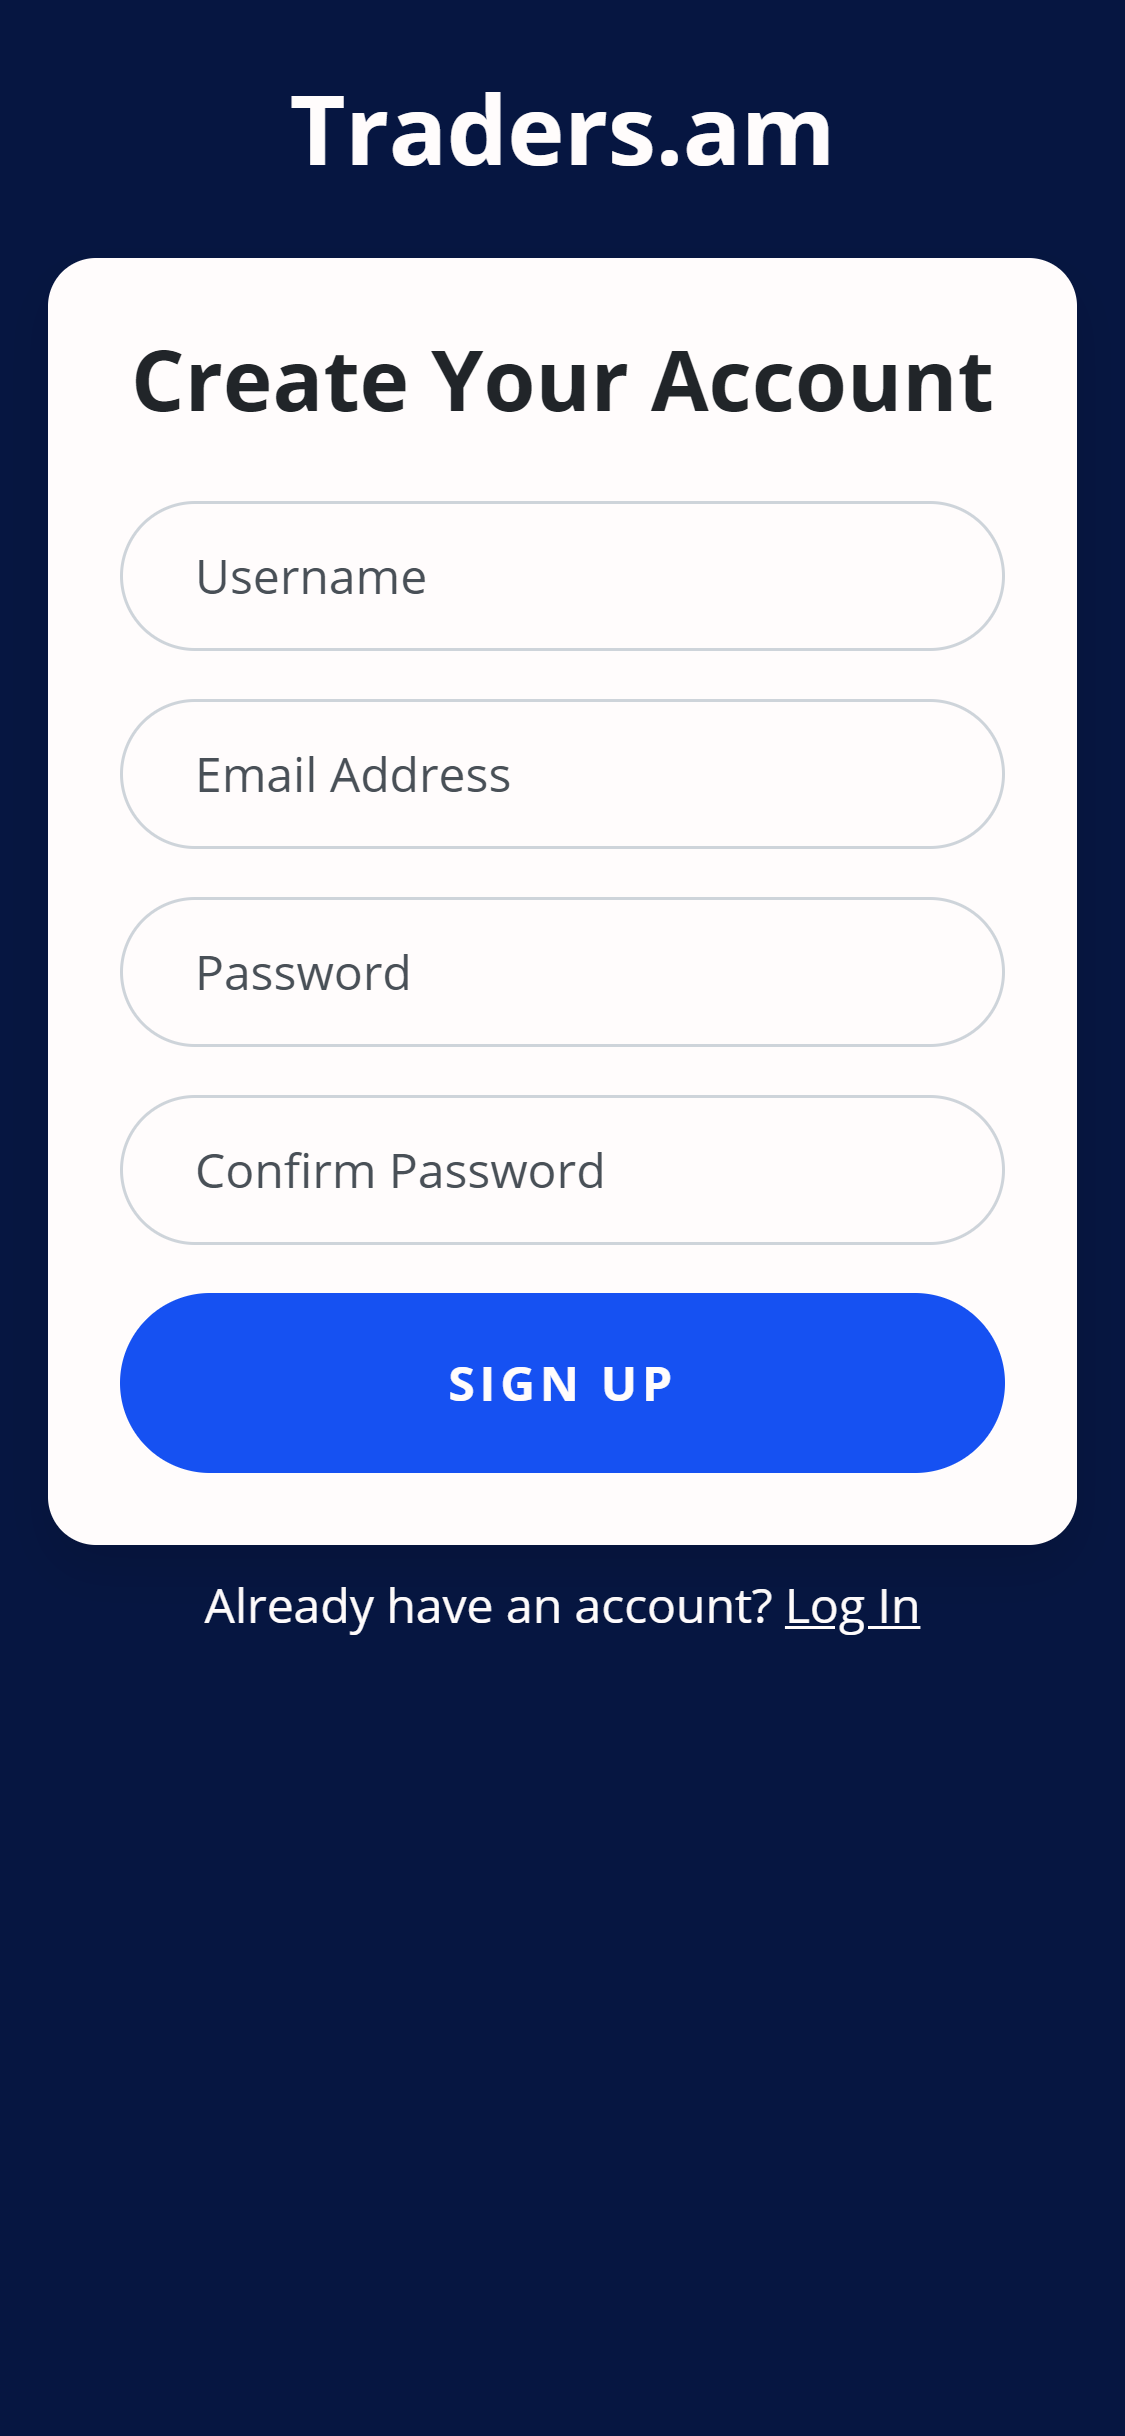 Traders.am
Create Your Account
Username
Email Address
Password
Confirm Password
SIGN UP
Already have an account? Log In